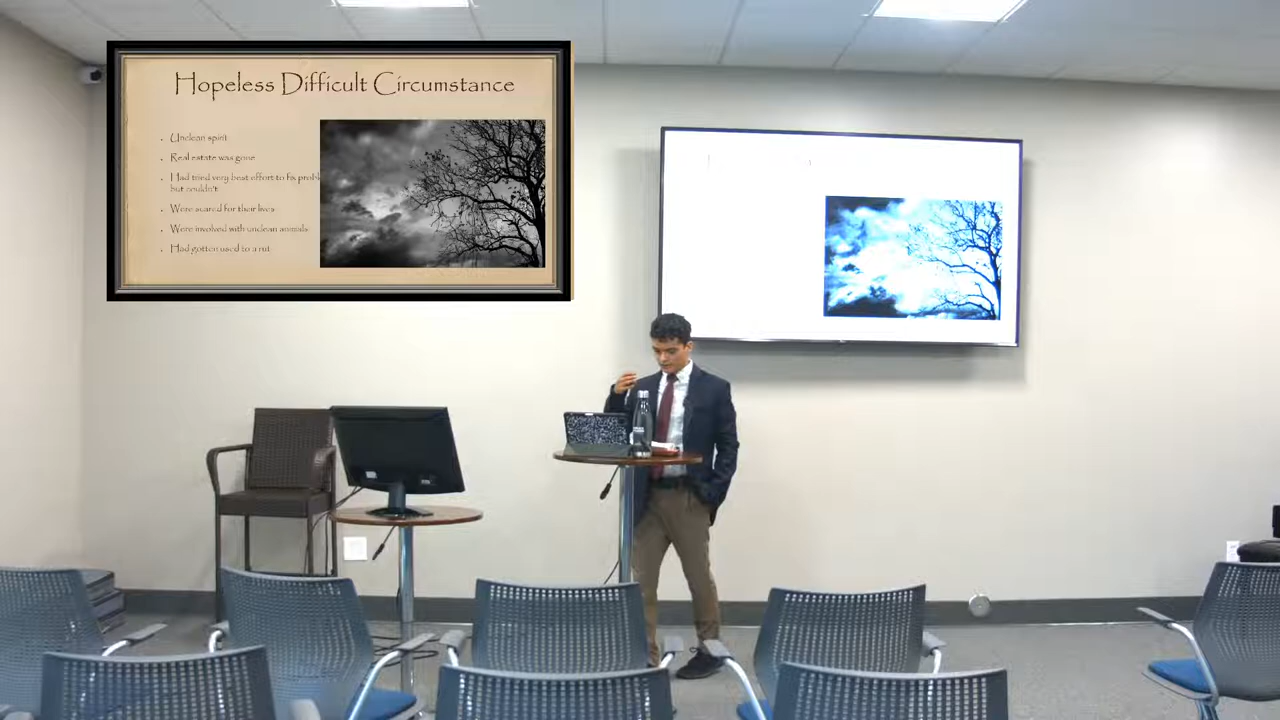 Hopeless Difficult Circumstance
. Unclean spirit
. Real estate was gone
. Had tried very best effort to fix
but couldn't
. Were scared for their lives
. Were involved with unclean animals
. Had gotten used to a rut